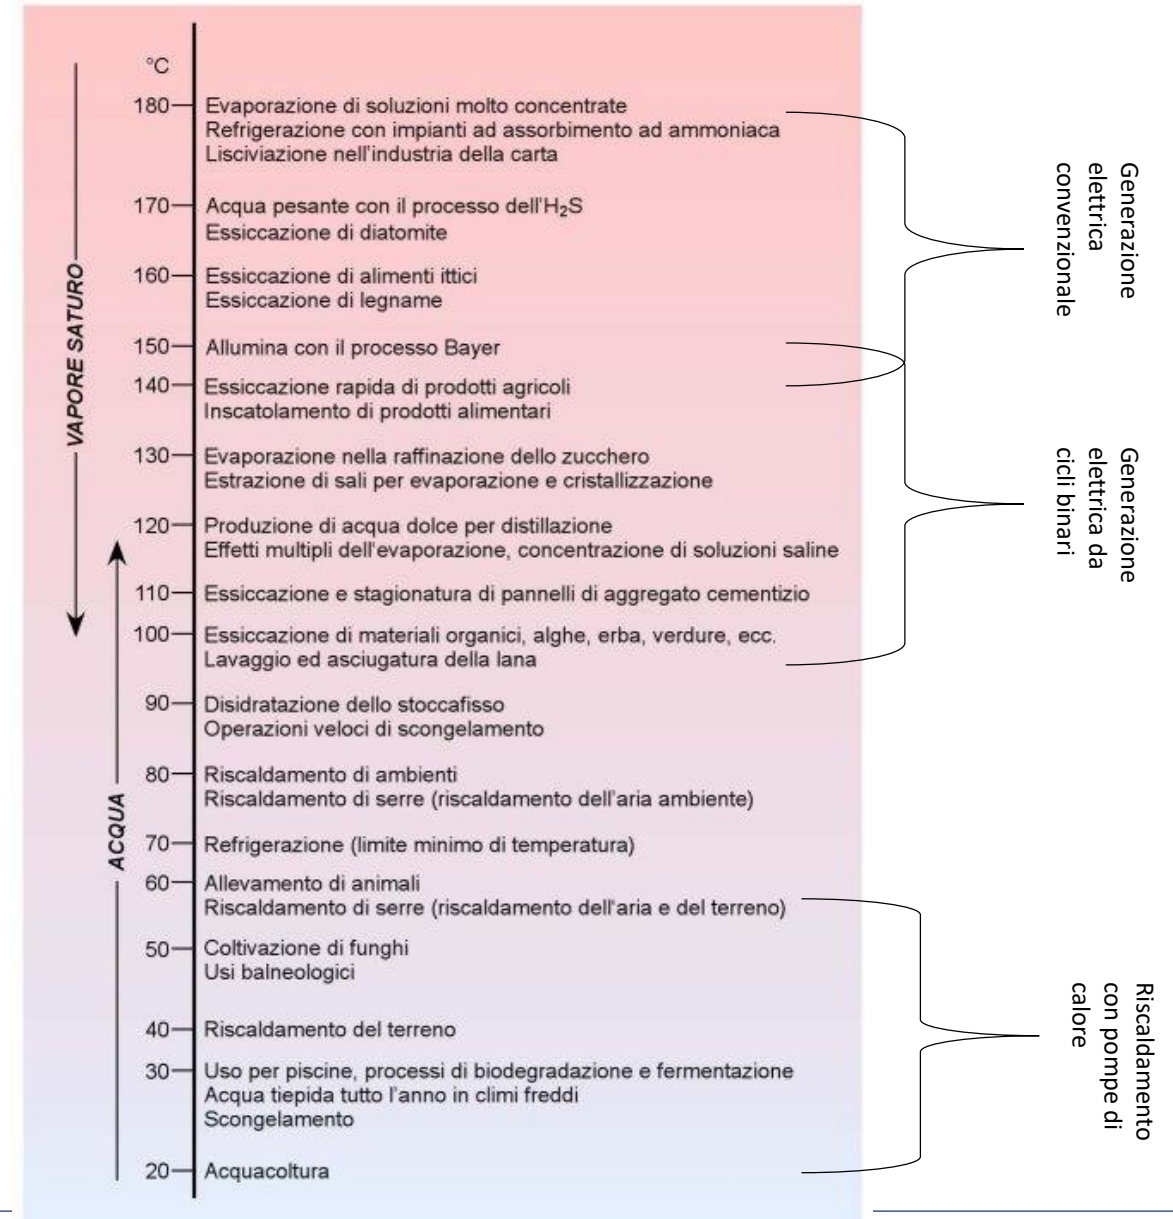 °C
180
Evaporazione di soluzioni molto concentrate
Refrigerazione con impianti ad assorbimento ad ammoniaca
Lisciviazione nell'industria della carta
170
Acqua pesante con il processo dell'H₂S
Essiccazione di diatomite
160
Essiccazione di alimenti ittici
Essiccazione di legname
150
Allumina con il processo Bayer
140
Essiccazione rapida di prodotti agricoli
Inscatolamento di prodotti alimentari
130
Evaporazione nella raffinazione dello zucchero
Estrazione di sali per evaporazione e cristallizzazione
120
Produzione di acqua dolce per distillazione
Effetti multipli dell'evaporazione, concentrazione di soluzioni saline
110
Essiccazione e stagionatura di pannelli di aggregato cementizio
100
Essiccazione di materiali organici, alghe, erba, verdure, ecc.
Lavaggio ed asciugatura della lana
90
Disidratazione dello stoccafisso
Operazioni veloci di scongelamento
80
Riscaldamento di ambienti
Riscaldamento di serre (riscaldamento dell'aria ambiente)
70
Refrigerazione (limite minimo di temperatura)
60
Allevamento di animali
Riscaldamento di serre (riscaldamento dell'aria e del terreno)
50
Coltivazione di funghi
Usi balneologici
40
Riscaldamento del terreno
30
Uso per piscine, processi di biodegradazione e fermentazione
Acqua tiepida tutto l'anno in climi freddi
Scongelamento
20
Acquacoltura
VAPORE SATURO
ACQUA
Generazione
elettrica
convenzionale
Generazione
elettrica da
cicli binari
Riscaldamento
con pompe di
calore